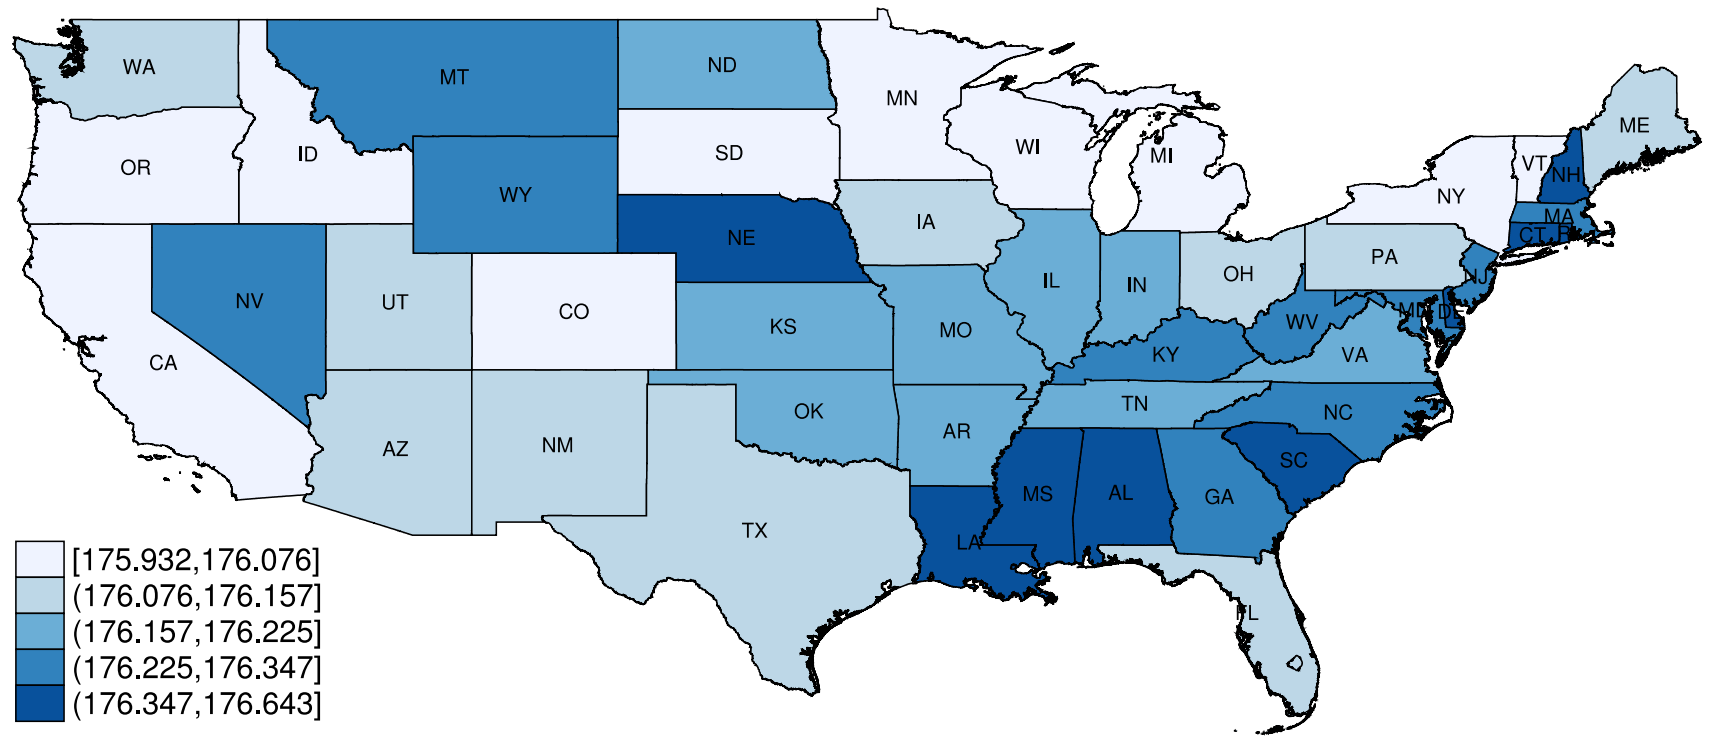 WA
MT
ND
MN
ME
OR
ID
SD
WI
MI
VT
NH
WY
NY
MA
NE
IA
CT
PA
NV
UT
CO
IL
IN
OH
NJ
KS
MO
WV
MD
DE
CA
KY
VA
OK
AR
TN
NC
AZ
NM
SC
MS
AL
GA
TX
LA
FL
[175.932,176.076]
(176.076,176.157]
(176.157,176.225]
(176.225,176.347]
(176.347,176.643]